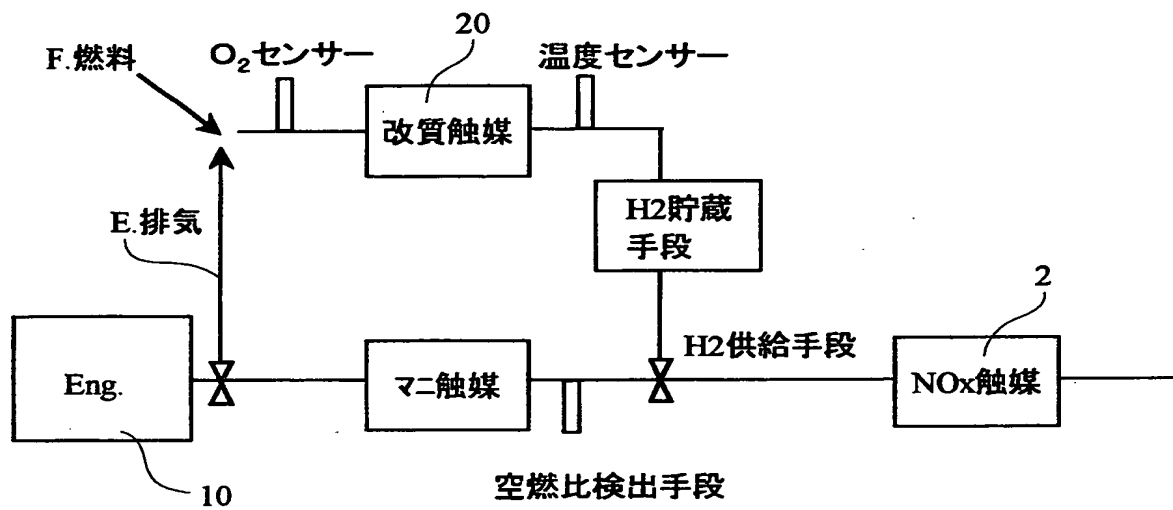 20
O₂センサー
温度センサー
F.燃料
改質触媒
H2貯蔵
手段
E.排気
2
H2供給手段
Eng.
マニ触媒
NOx触媒
10
空燃比検出手段